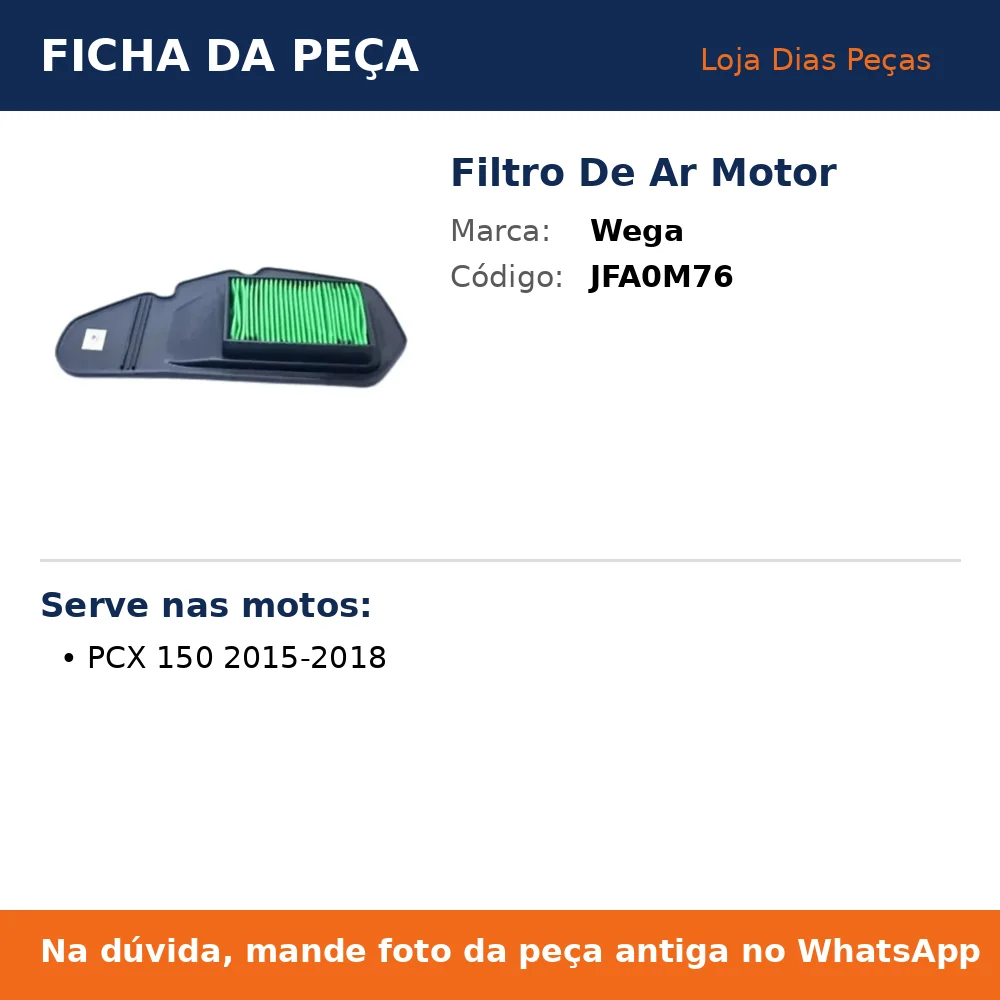 FICHA DA PEÇA
Loja Dias Peças
Filtro De Ar Motor
Marca: Wega
Código: JFA0M76
Serve nas motos:
• PCX 150 2015-2018
Na dúvida, mande foto da peça antiga no WhatsApp